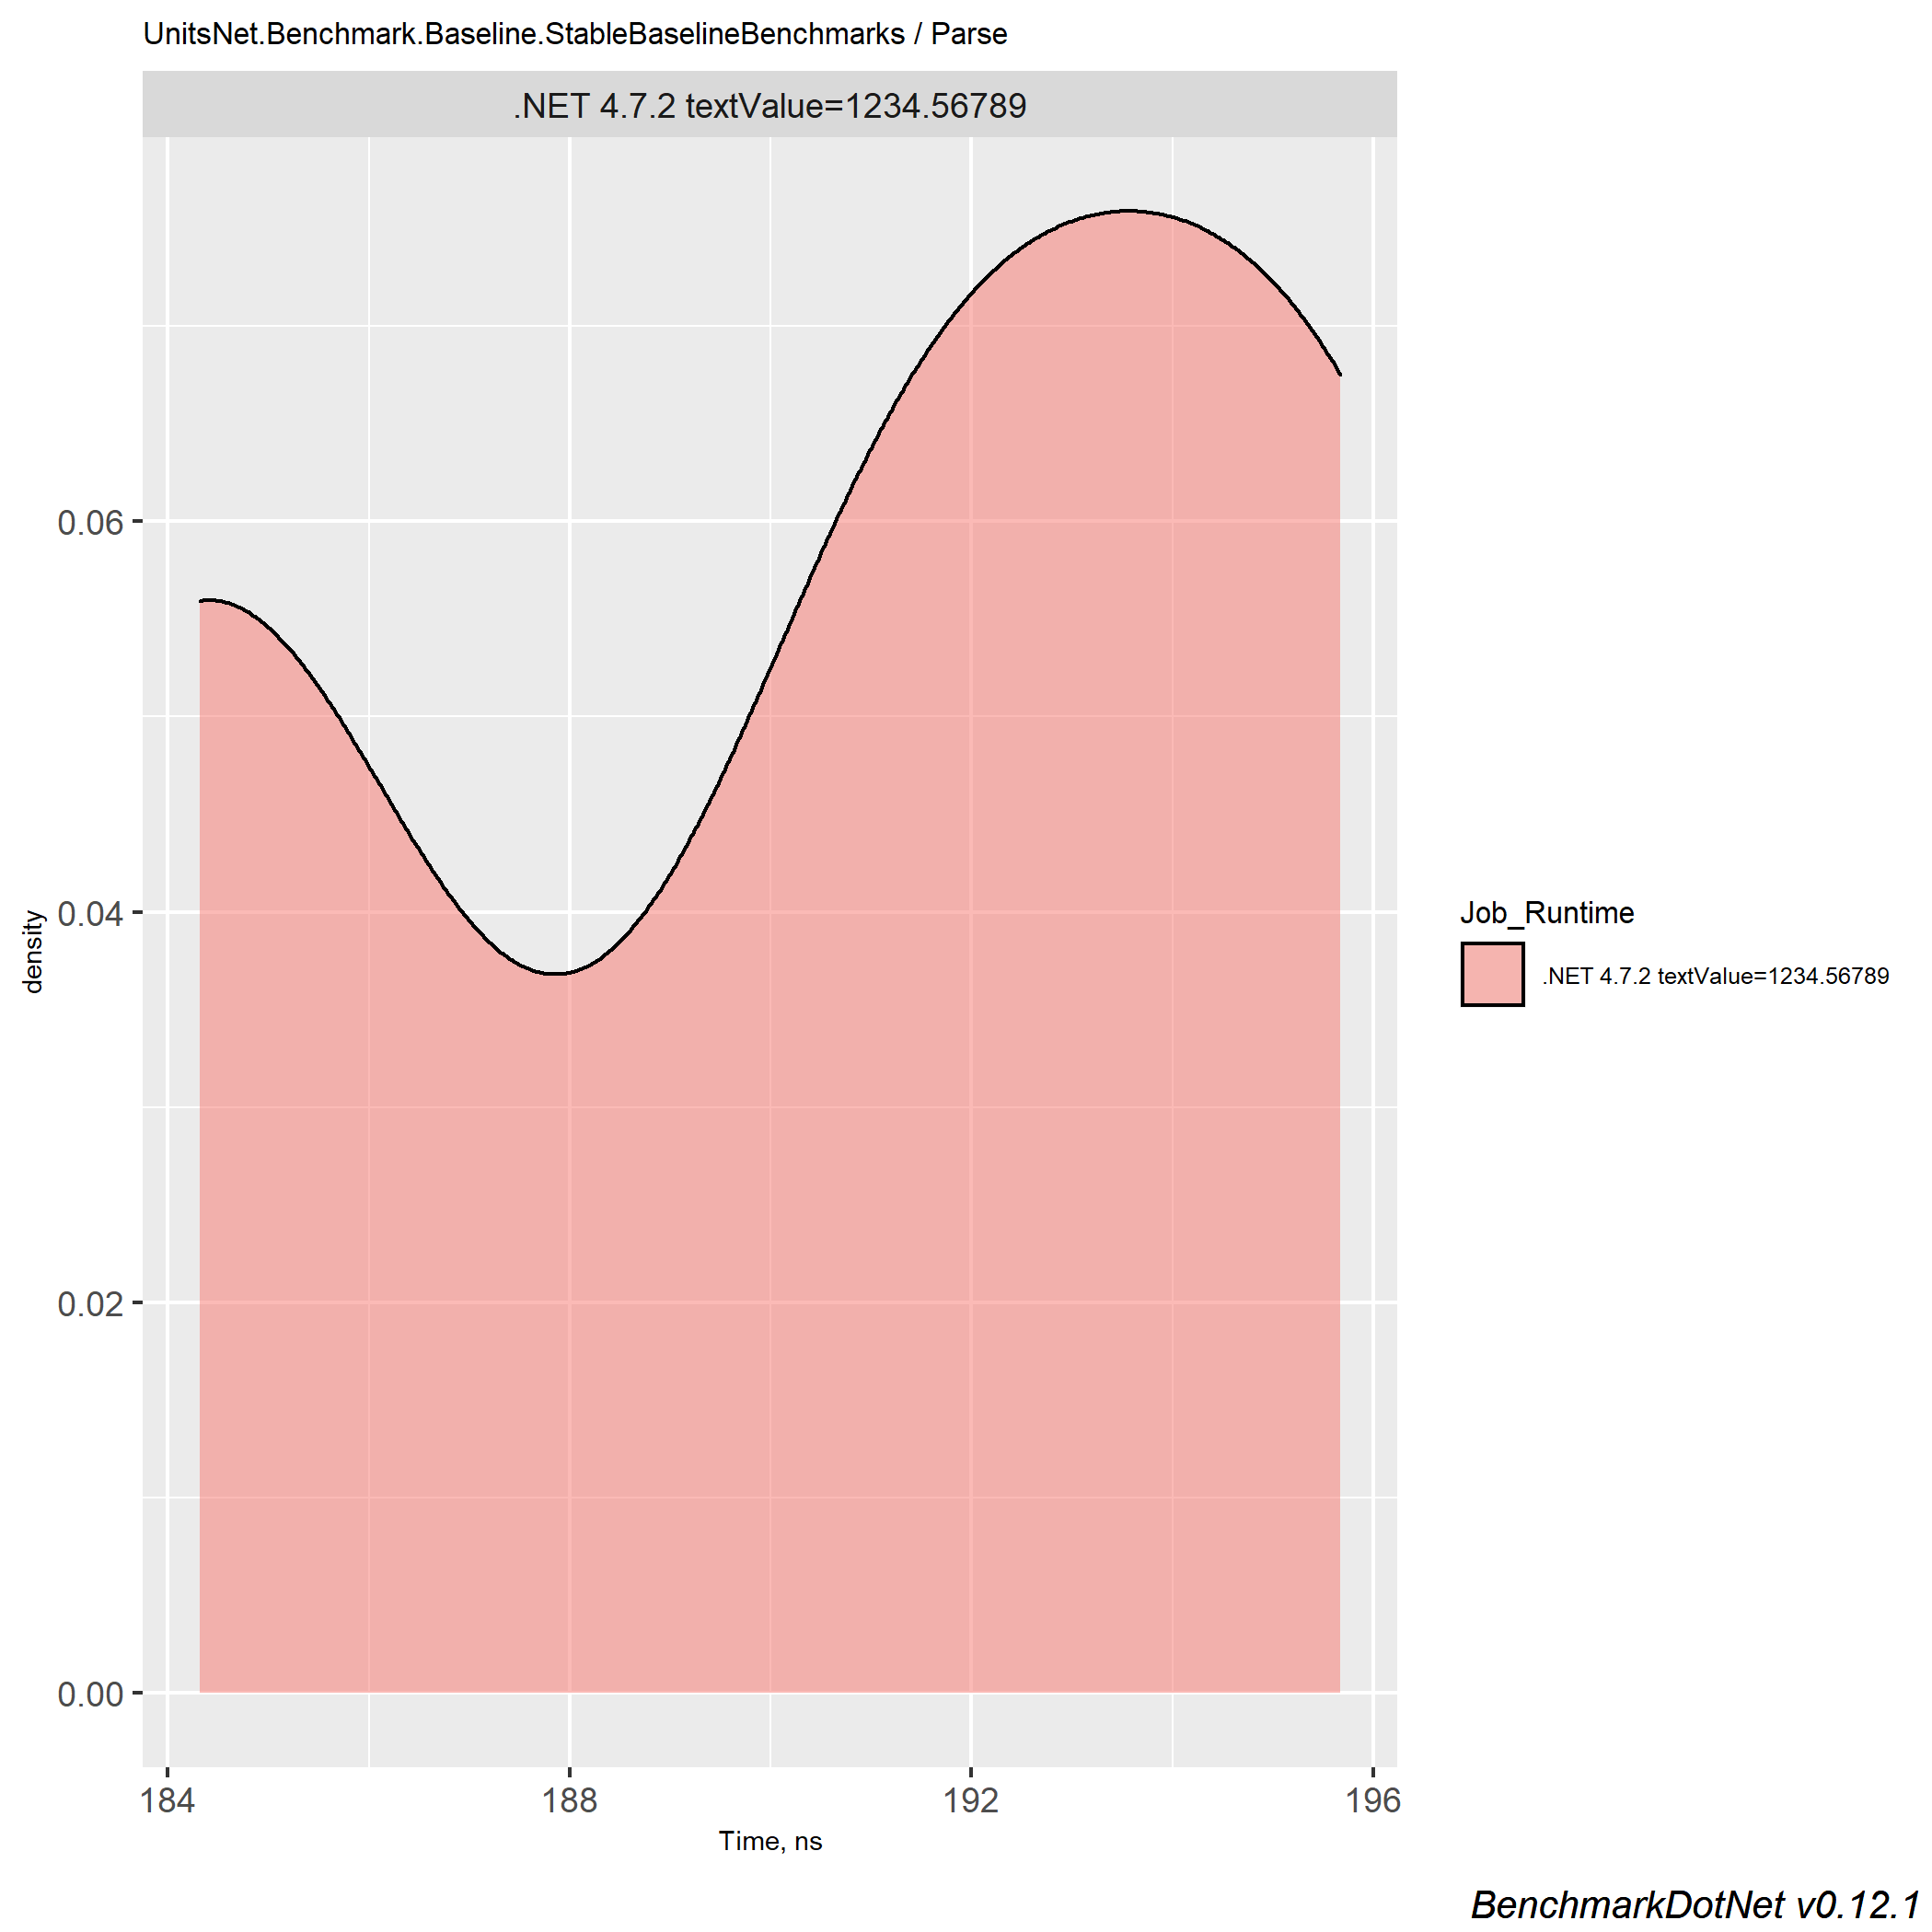 UnitsNet.Benchmark.Baseline.StableBaselineBenchmarks / Parse
.NET 4.7.2 textValue=1234.56789
0.06
0.04
0.02
0.00
density
184 188 192 196
Time, ns
Job_Runtime
.NET 4.7.2 textValue=1234.56789
BenchmarkDotNet v0.12.1